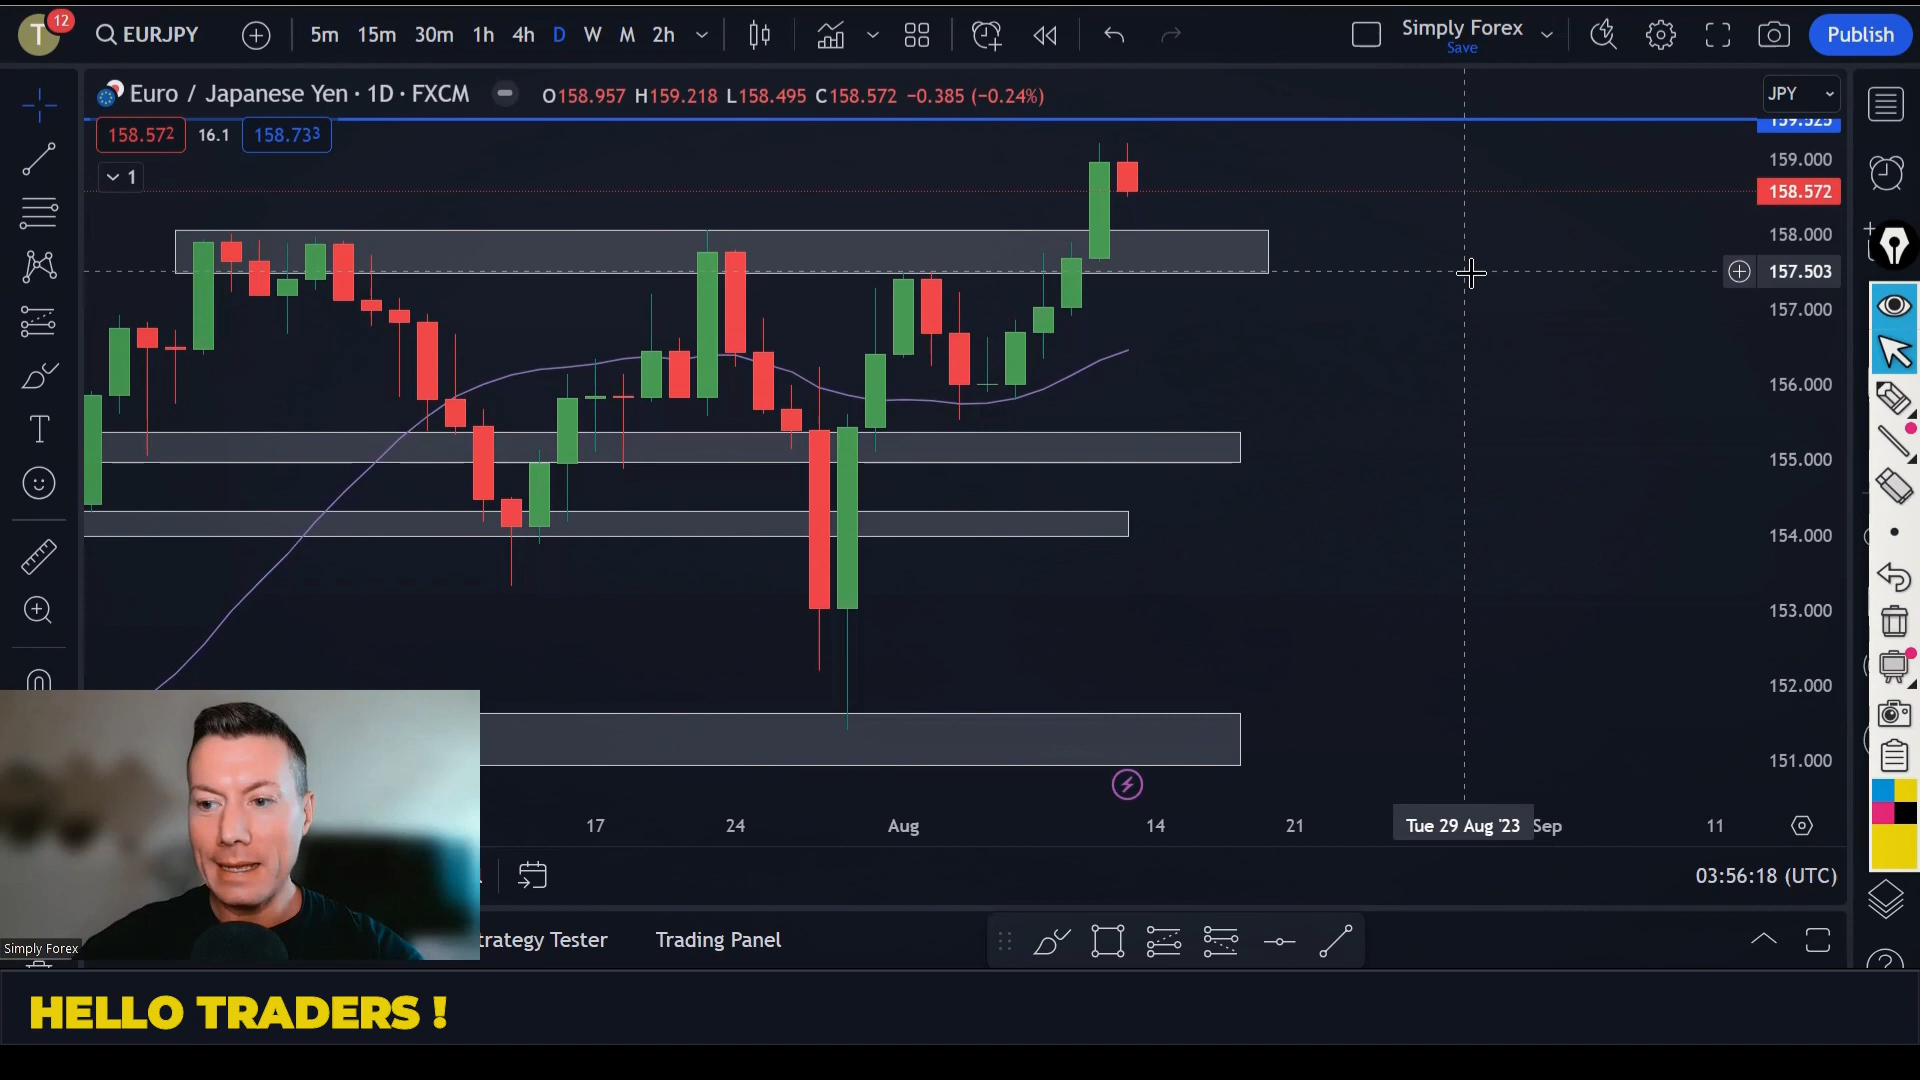 T 12 EURJPY 5m 15m 30m 1h 4h D W M 2h Simply Forex Publish
Save
Euro / Japanese Yen · 1D · FXCM O158.957 H159.218 L158.495 C158.572 −0.385 (−0.24%) JPY
159.525
158.572 16.1 158.733
159.000
1
158.572
158.000
157.503
157.000
156.000
155.000
154.000
153.000
152.000
151.000
17 24 Aug 14 21 Tue 29 Aug '23 Sep 11
03:56:18 (UTC)
trategy Tester Trading Panel
Simply Forex
HELLO TRADERS !